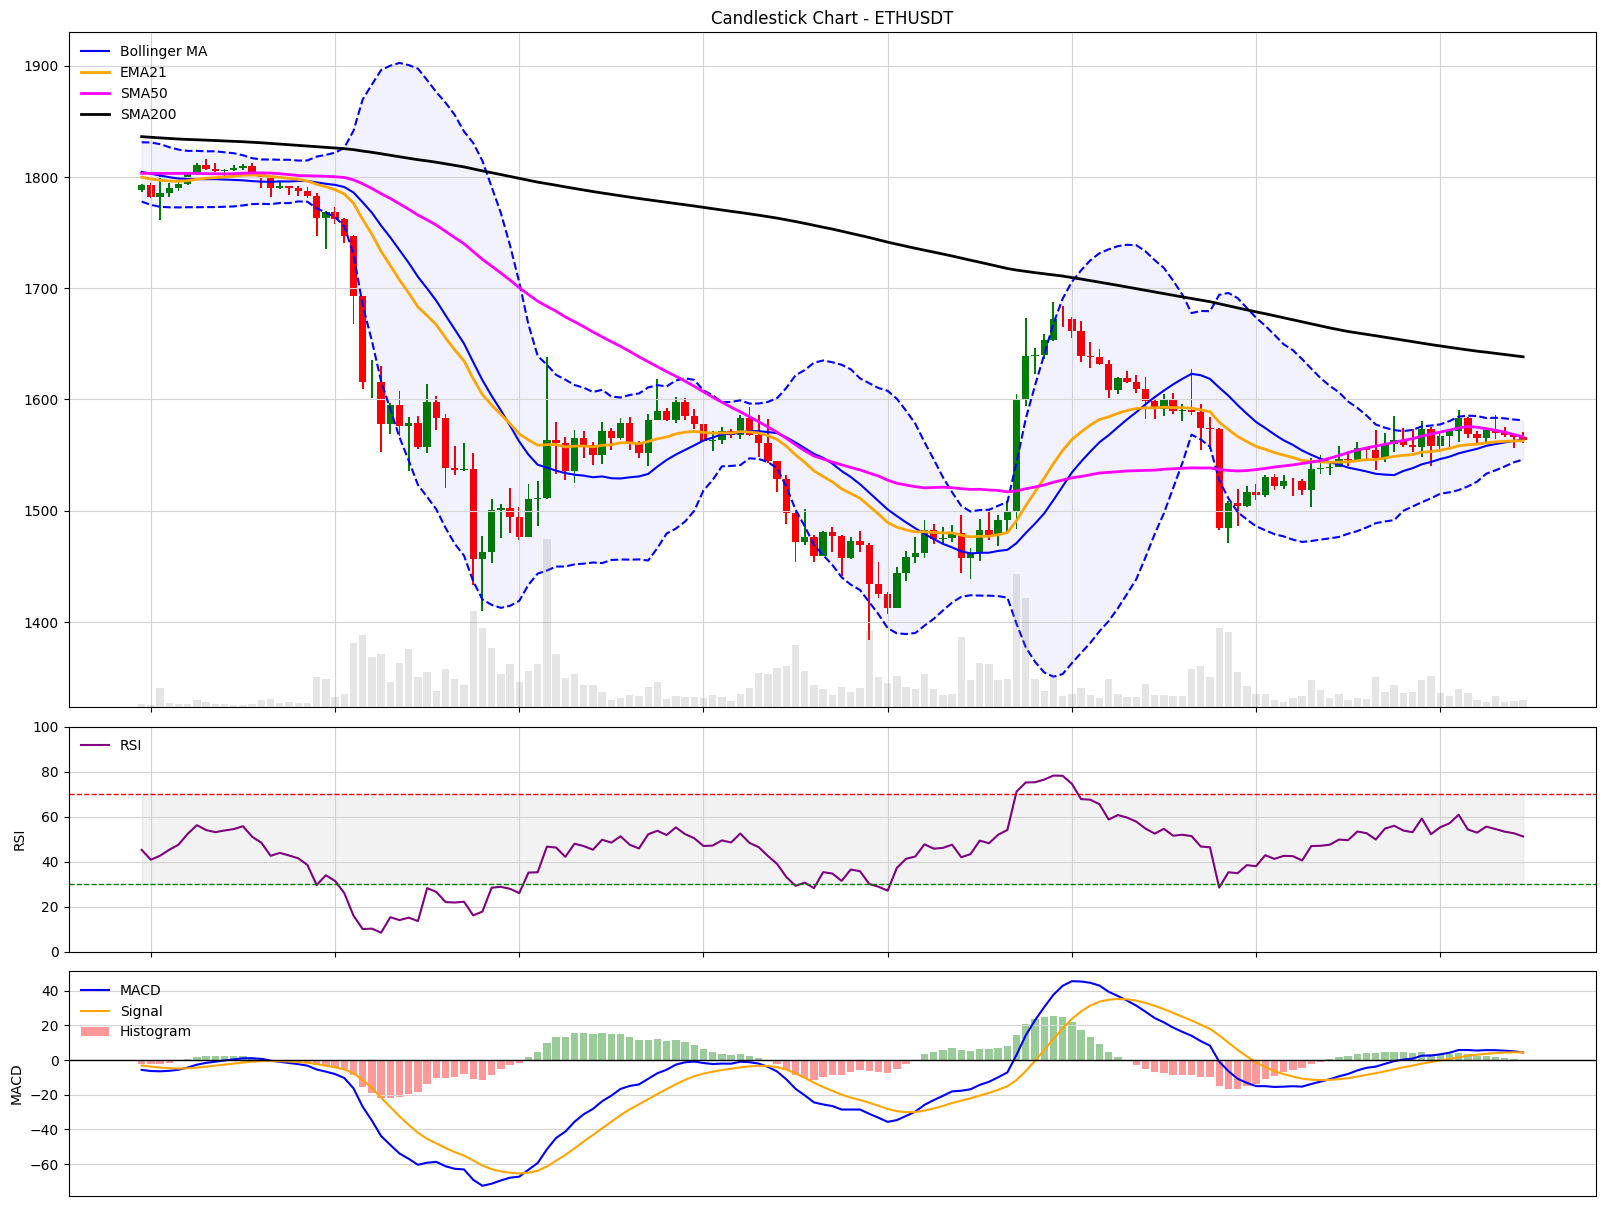 Candlestick Chart - ETHUSDT
Bollinger MA
EMA21
SMA50
SMA200
1900
1800
1700
1600
1500
1400
RSI
100
80
60
40
20
0
RSI
MACD
Signal
Histogram
40
20
0
−20
−40
−60
MACD